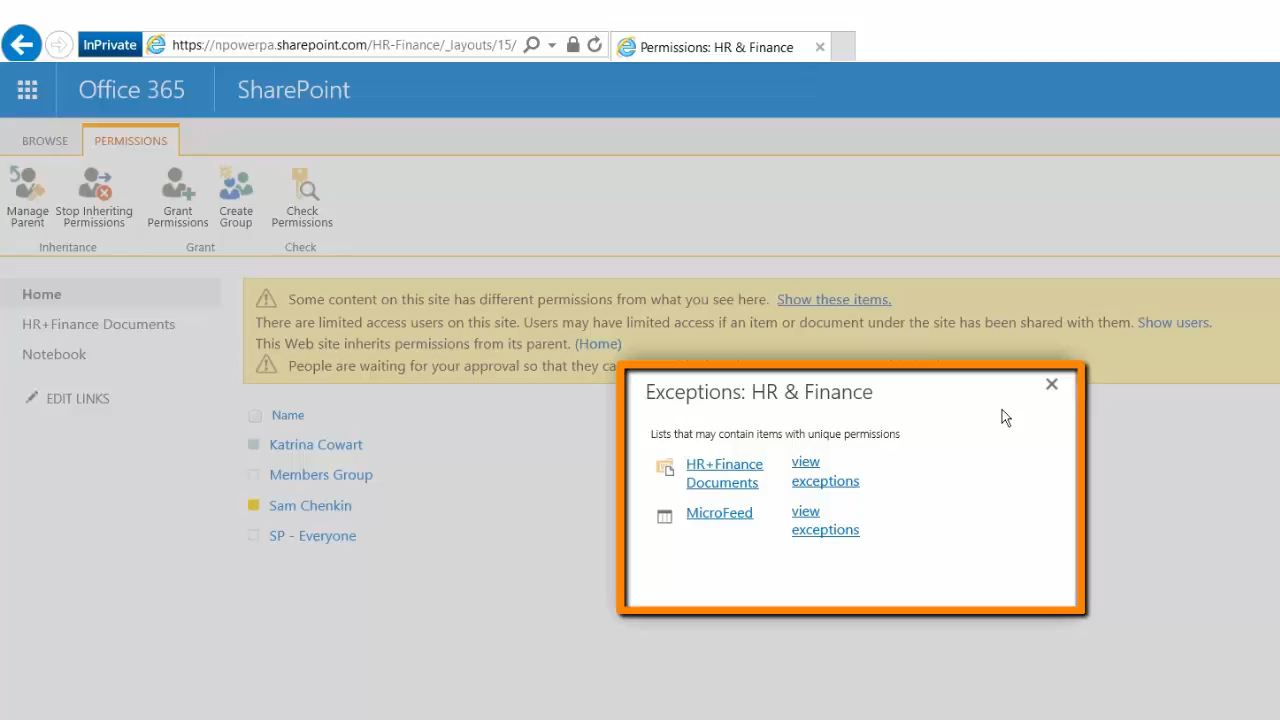 InPrivate https://npowerpa.sharepoint.com/HR-Finance/_layouts/15/ Permissions: HR & Finance
Office 365 SharePoint
BROWSE PERMISSIONS
Manage Parent Stop Inheriting Permissions Grant Permissions Create Group Check Permissions
Inheritance Grant Check
Home
HR+Finance Documents
Notebook
EDIT LINKS
Some content on this site has different permissions from what you see here. Show these items.
There are limited access users on this site. Users may have limited access if an item or document under the site has been shared with them. Show users.
This Web site inherits permissions from its parent. (Home)
People are waiting for your approval so that they
Name
Katrina Cowart
Members Group
Sam Chenkin
SP - Everyone
Exceptions: HR & Finance
Lists that may contain items with unique permissions
HR+Finance view
Documents exceptions
MicroFeed view
exceptions